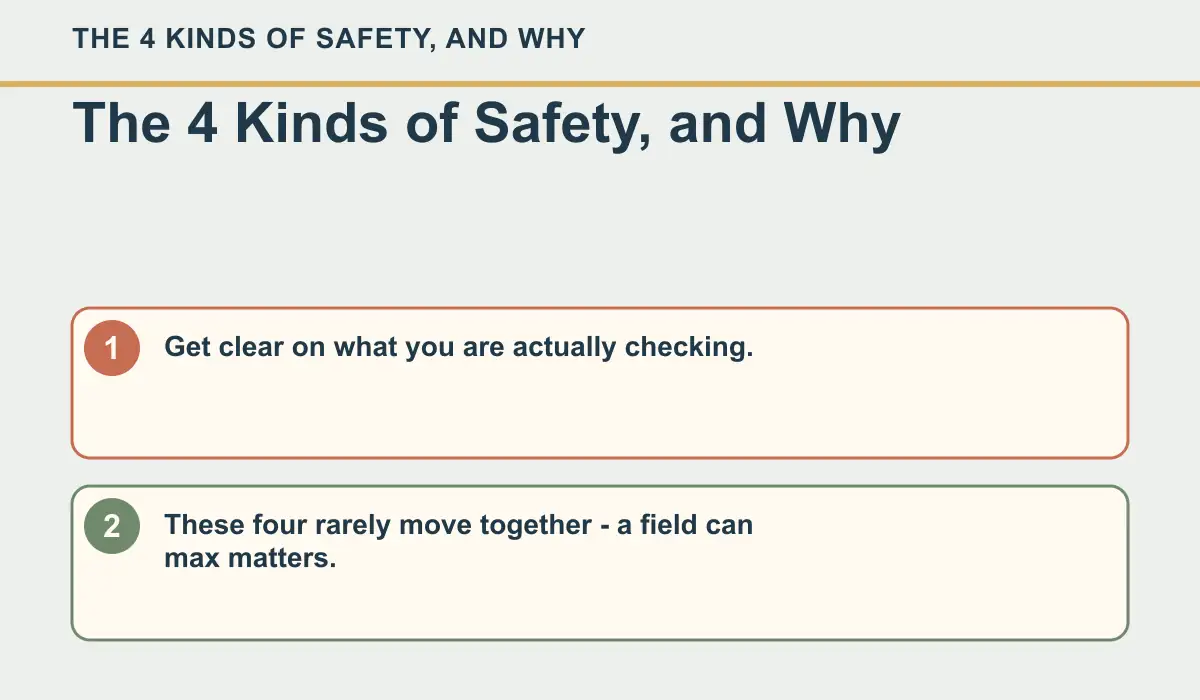 THE 4 KINDS OF SAFETY, AND WHY
The 4 Kinds of Safety, and Why
1
Get clear on what you are actually checking.
2
These four rarely move together - a field can
max matters.